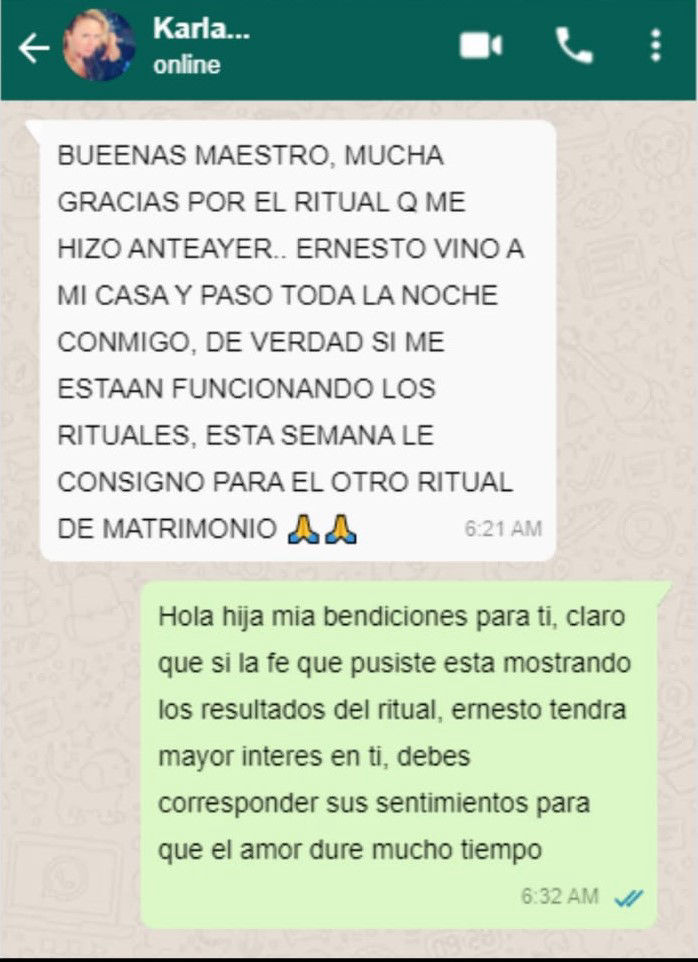 Karla...
online
BUEENAS MAESTRO, MUCHA
GRACIAS POR EL RITUAL Q ME
HIZO ANTEAYER.. ERNESTO VINO A
MI CASA Y PASO TODA LA NOCHE
CONMIGO, DE VERDAD SI ME
ESTAAN FUNCIONANDO LOS
RITUALES, ESTA SEMANA LE
CONSIGNO PARA EL OTRO RITUAL
DE MATRIMONIO 🙏🙏
6:21 AM
Hola hija mia bendiciones para ti, claro
que si la fe que pusiste esta mostrando
los resultados del ritual, ernesto tendra
mayor interes en ti, debes
corresponder sus sentimientos para
que el amor dure mucho tiempo
6:32 AM